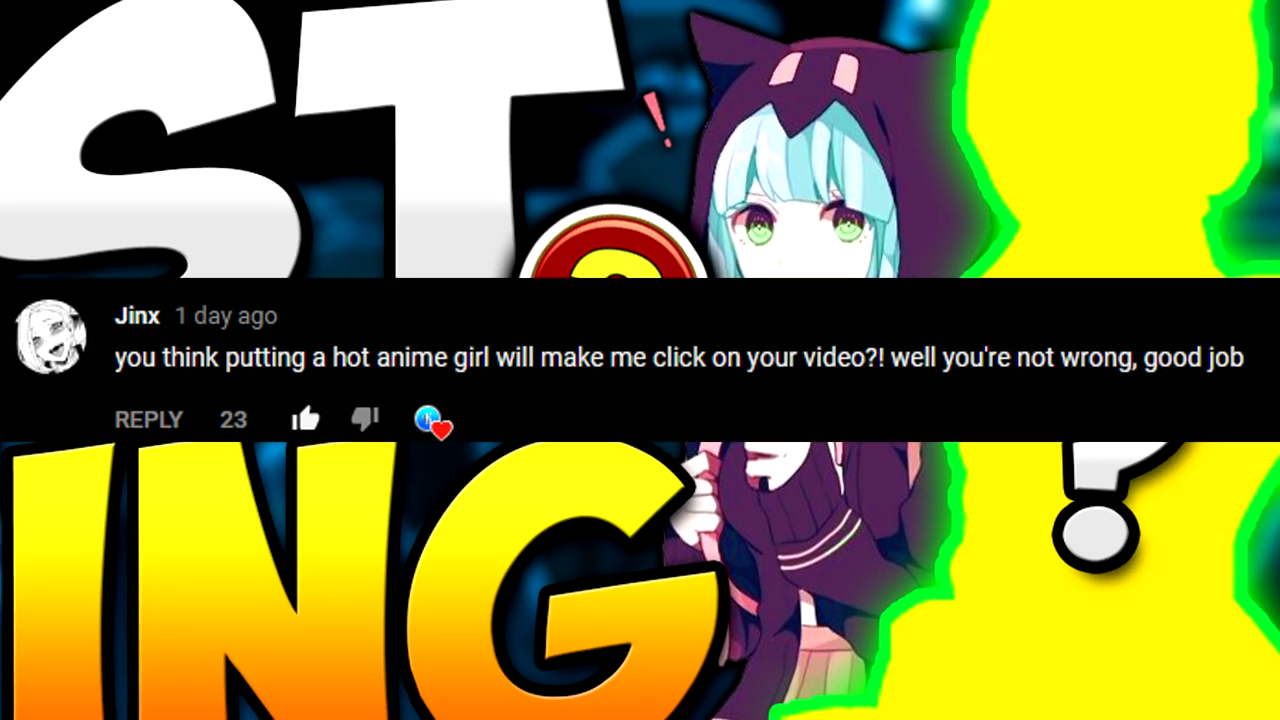 ST
!
Jinx 1 day ago
you think putting a hot anime girl will make me click on your video?! well you're not wrong, good job
REPLY 23
ING
?